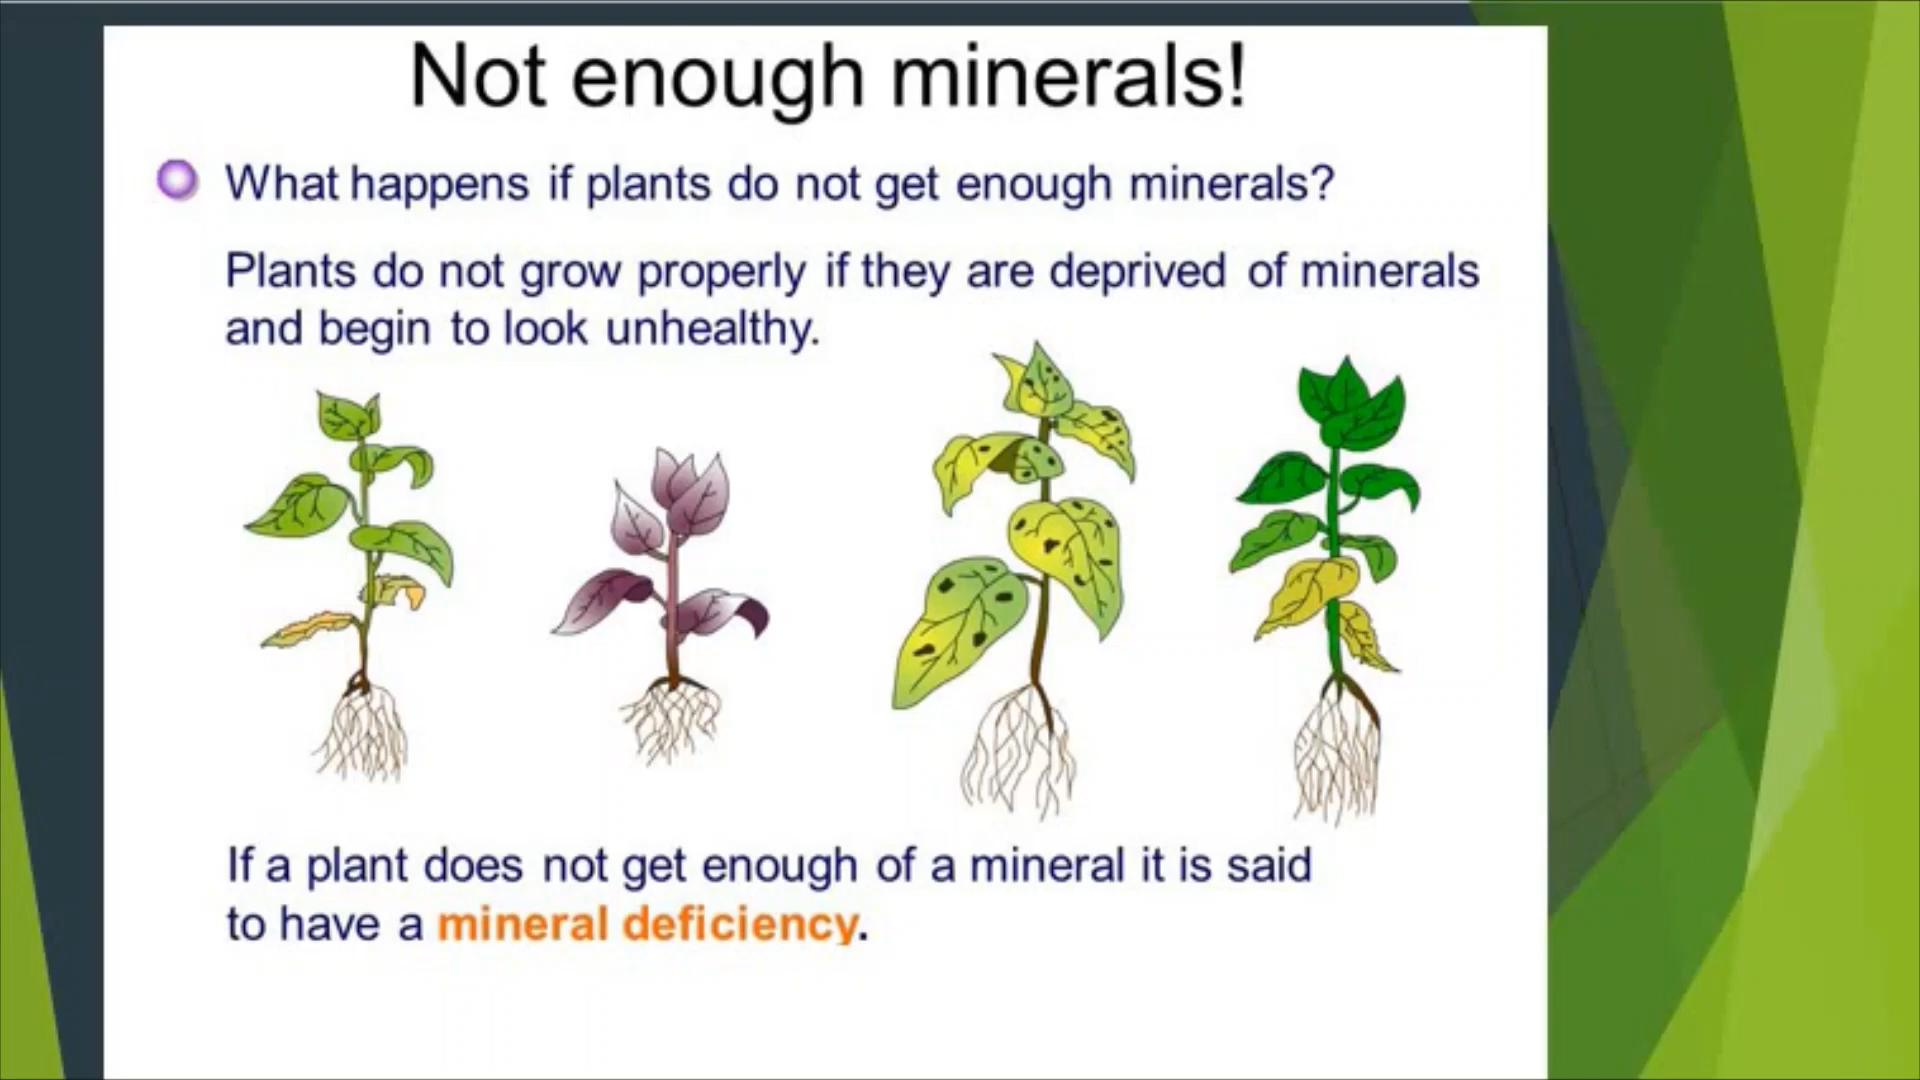 Not enough minerals!
What happens if plants do not get enough minerals?
Plants do not grow properly if they are deprived of minerals
and begin to look unhealthy.
If a plant does not get enough of a mineral it is said
to have a mineral deficiency.